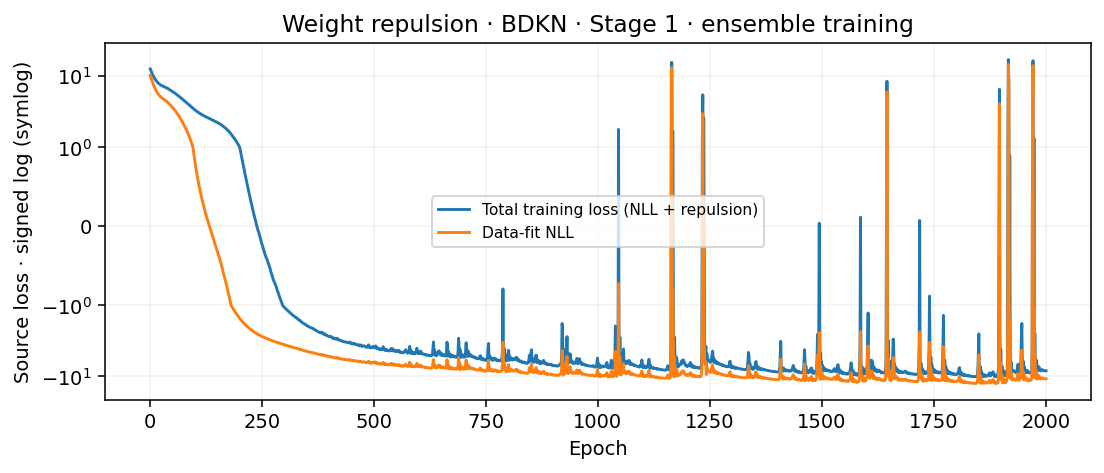 Weight repulsion · BDKN · Stage 1 · ensemble training
Source loss · signed log (symlog)
10¹
10⁰
0
−10⁰
−10¹
Total training loss (NLL + repulsion)
Data-fit NLL
0 250 500 750 1000 1250 1500 1750 2000
Epoch